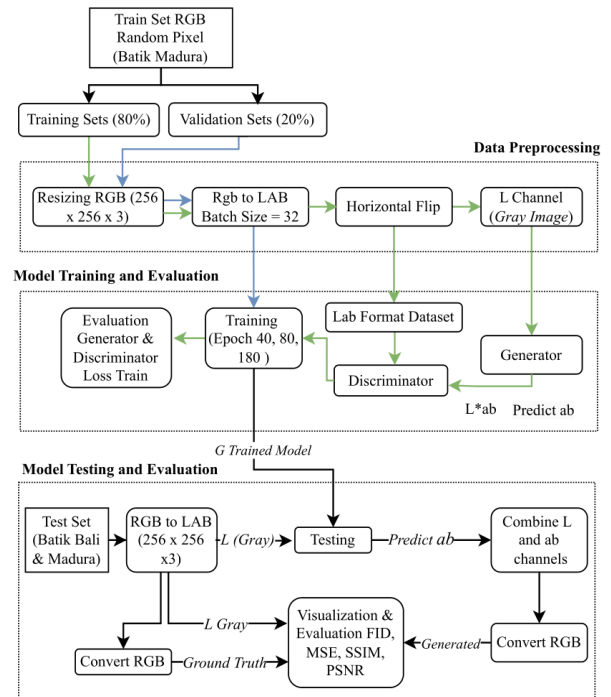 Train Set RGB
Random Pixel
(Batik Madura)
Training Sets (80%)
Validation Sets (20%)
Data Preprocessing
Resizing RGB (256
x 256 x 3)
Rgb to LAB
Batch Size = 32
Horizontal Flip
L Channel
(Gray Image)
Model Training and Evaluation
Evaluation
Generator &
Discriminator
Loss Train
Training
(Epoch 40, 80,
180 )
Lab Format Dataset
Discriminator
Generator
L*ab
Predict ab
G Trained Model
Model Testing and Evaluation
Test Set
(Batik Bali
& Madura)
RGB to LAB
(256 x 256
x3)
L (Gray)
Testing
Predict ab
Combine L
and ab
channels
L Gray
Visualization &
Evaluation FID,
MSE, SSIM,
PSNR
Generated
Convert RGB
Convert RGB
Ground Truth